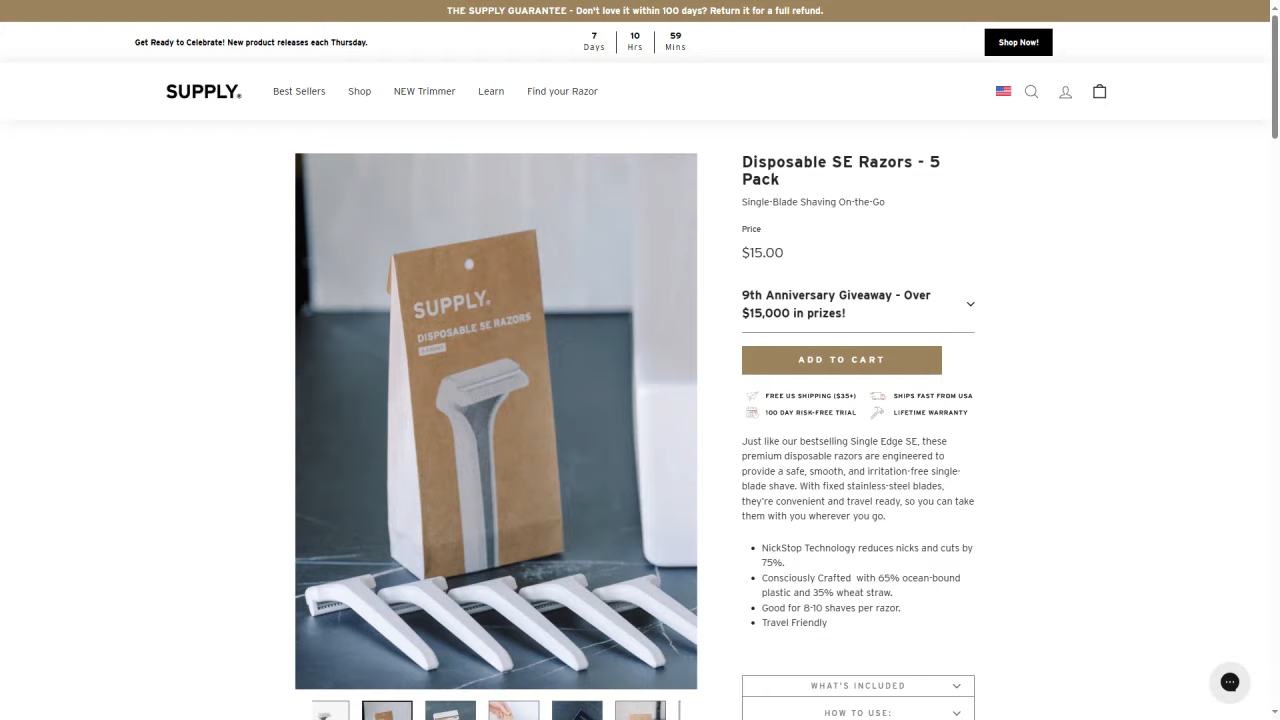 THE SUPPLY GUARANTEE - Don't love it within 100 days? Return it for a full refund.
Get Ready to Celebrate! New product releases each Thursday.
7 10 59
Days Hrs Mins
Shop Now!
SUPPLY®
Best Sellers Shop NEW Trimmer Learn Find your Razor
Disposable SE Razors - 5
Pack
Single-Blade Shaving On-the-Go
Price
$15.00
9th Anniversary Giveaway - Over
$15,000 in prizes!
ADD TO CART
FREE US SHIPPING ($35+) SHIPS FAST FROM USA
100 DAY RISK-FREE TRIAL LIFETIME WARRANTY
Just like our bestselling Single Edge SE, these
premium disposable razors are engineered to
provide a safe, smooth, and irritation-free single-
blade shave. With fixed stainless-steel blades,
they're convenient and travel ready, so you can take
them with you wherever you go.
NickStop Technology reduces nicks and cuts by
75%.
Consciously Crafted with 65% ocean-bound
plastic and 35% wheat straw.
Good for 8-10 shaves per razor.
Travel Friendly
WHAT'S INCLUDED
HOW TO USE:
SUPPLY.
DISPOSABLE SE RAZORS